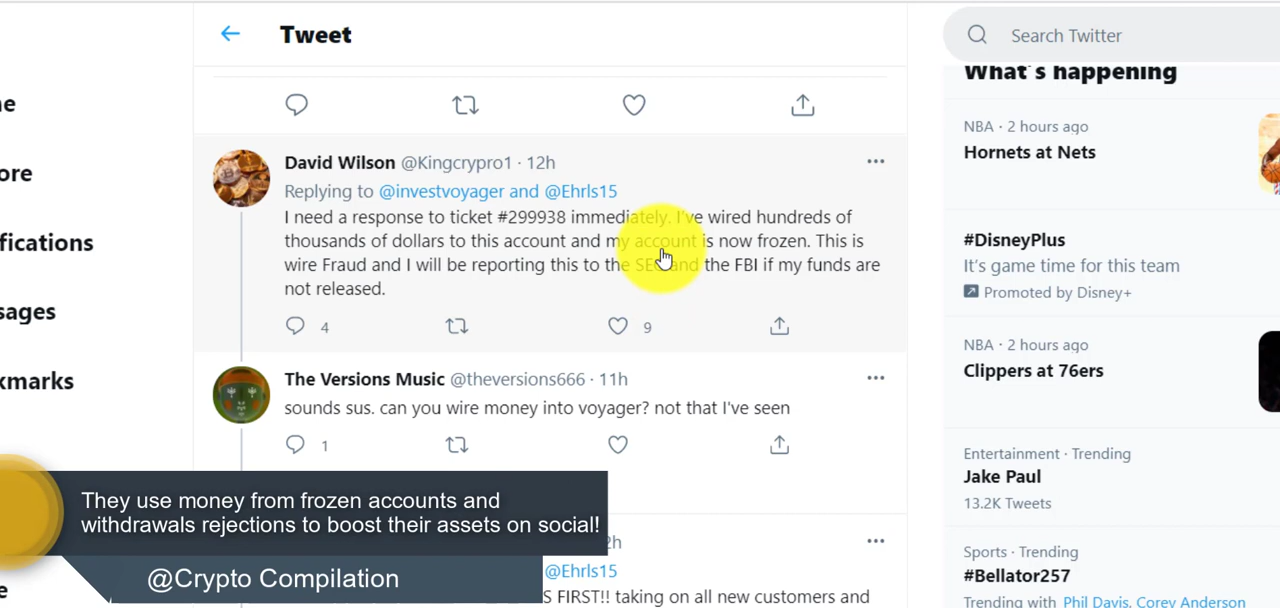 Tweet
Search Twitter
What's happening
ne
ore
fications
sages
kmarks
e
David Wilson @Kingcrypro1 · 12h
Replying to @investvoyager and @Ehrls15
I need a response to ticket #299938 immediately. I've wired hundreds of
thousands of dollars to this account and my account is now frozen. This is
wire Fraud and I will be reporting this to the SEC and the FBI if my funds are
not released.
4
9
The Versions Music @theversions666 · 11h
sounds sus. can you wire money into voyager? not that I've seen
1
2h
@Ehrls15
S FIRST!! taking on all new customers and
They use money from frozen accounts and
withdrawals rejections to boost their assets on social!
@Crypto Compilation
NBA · 2 hours ago
Hornets at Nets
#DisneyPlus
It's game time for this team
Promoted by Disney+
NBA · 2 hours ago
Clippers at 76ers
Entertainment · Trending
Jake Paul
13.2K Tweets
Sports · Trending
#Bellator257
Trending with Phil Davis, Corey Anderson